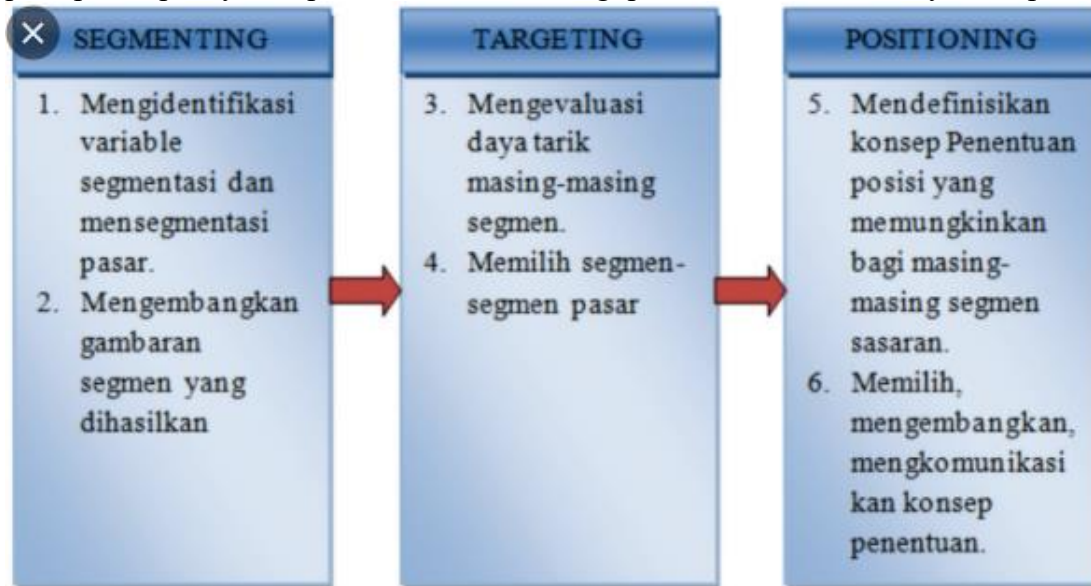 SEGMENTING
1. Mengidentifikasi
variable
segmentasi dan
mensegmentasi
pasar.
2. Mengembangkan
gambaran
segmen yang
dihasilkan
TARGETING
3. Mengevaluasi
daya tarik
masing-masing
segmen.
4. Memilih segmen-
segmen pasar
POSITIONING
5. Mendefinisikan
konsep Penentuan
posisi yang
memungkinkan
bagi masing-
masing segmen
sasaran.
6. Memilih,
mengembangkan,
mengkomunikasi
kan konsep
penentuan.